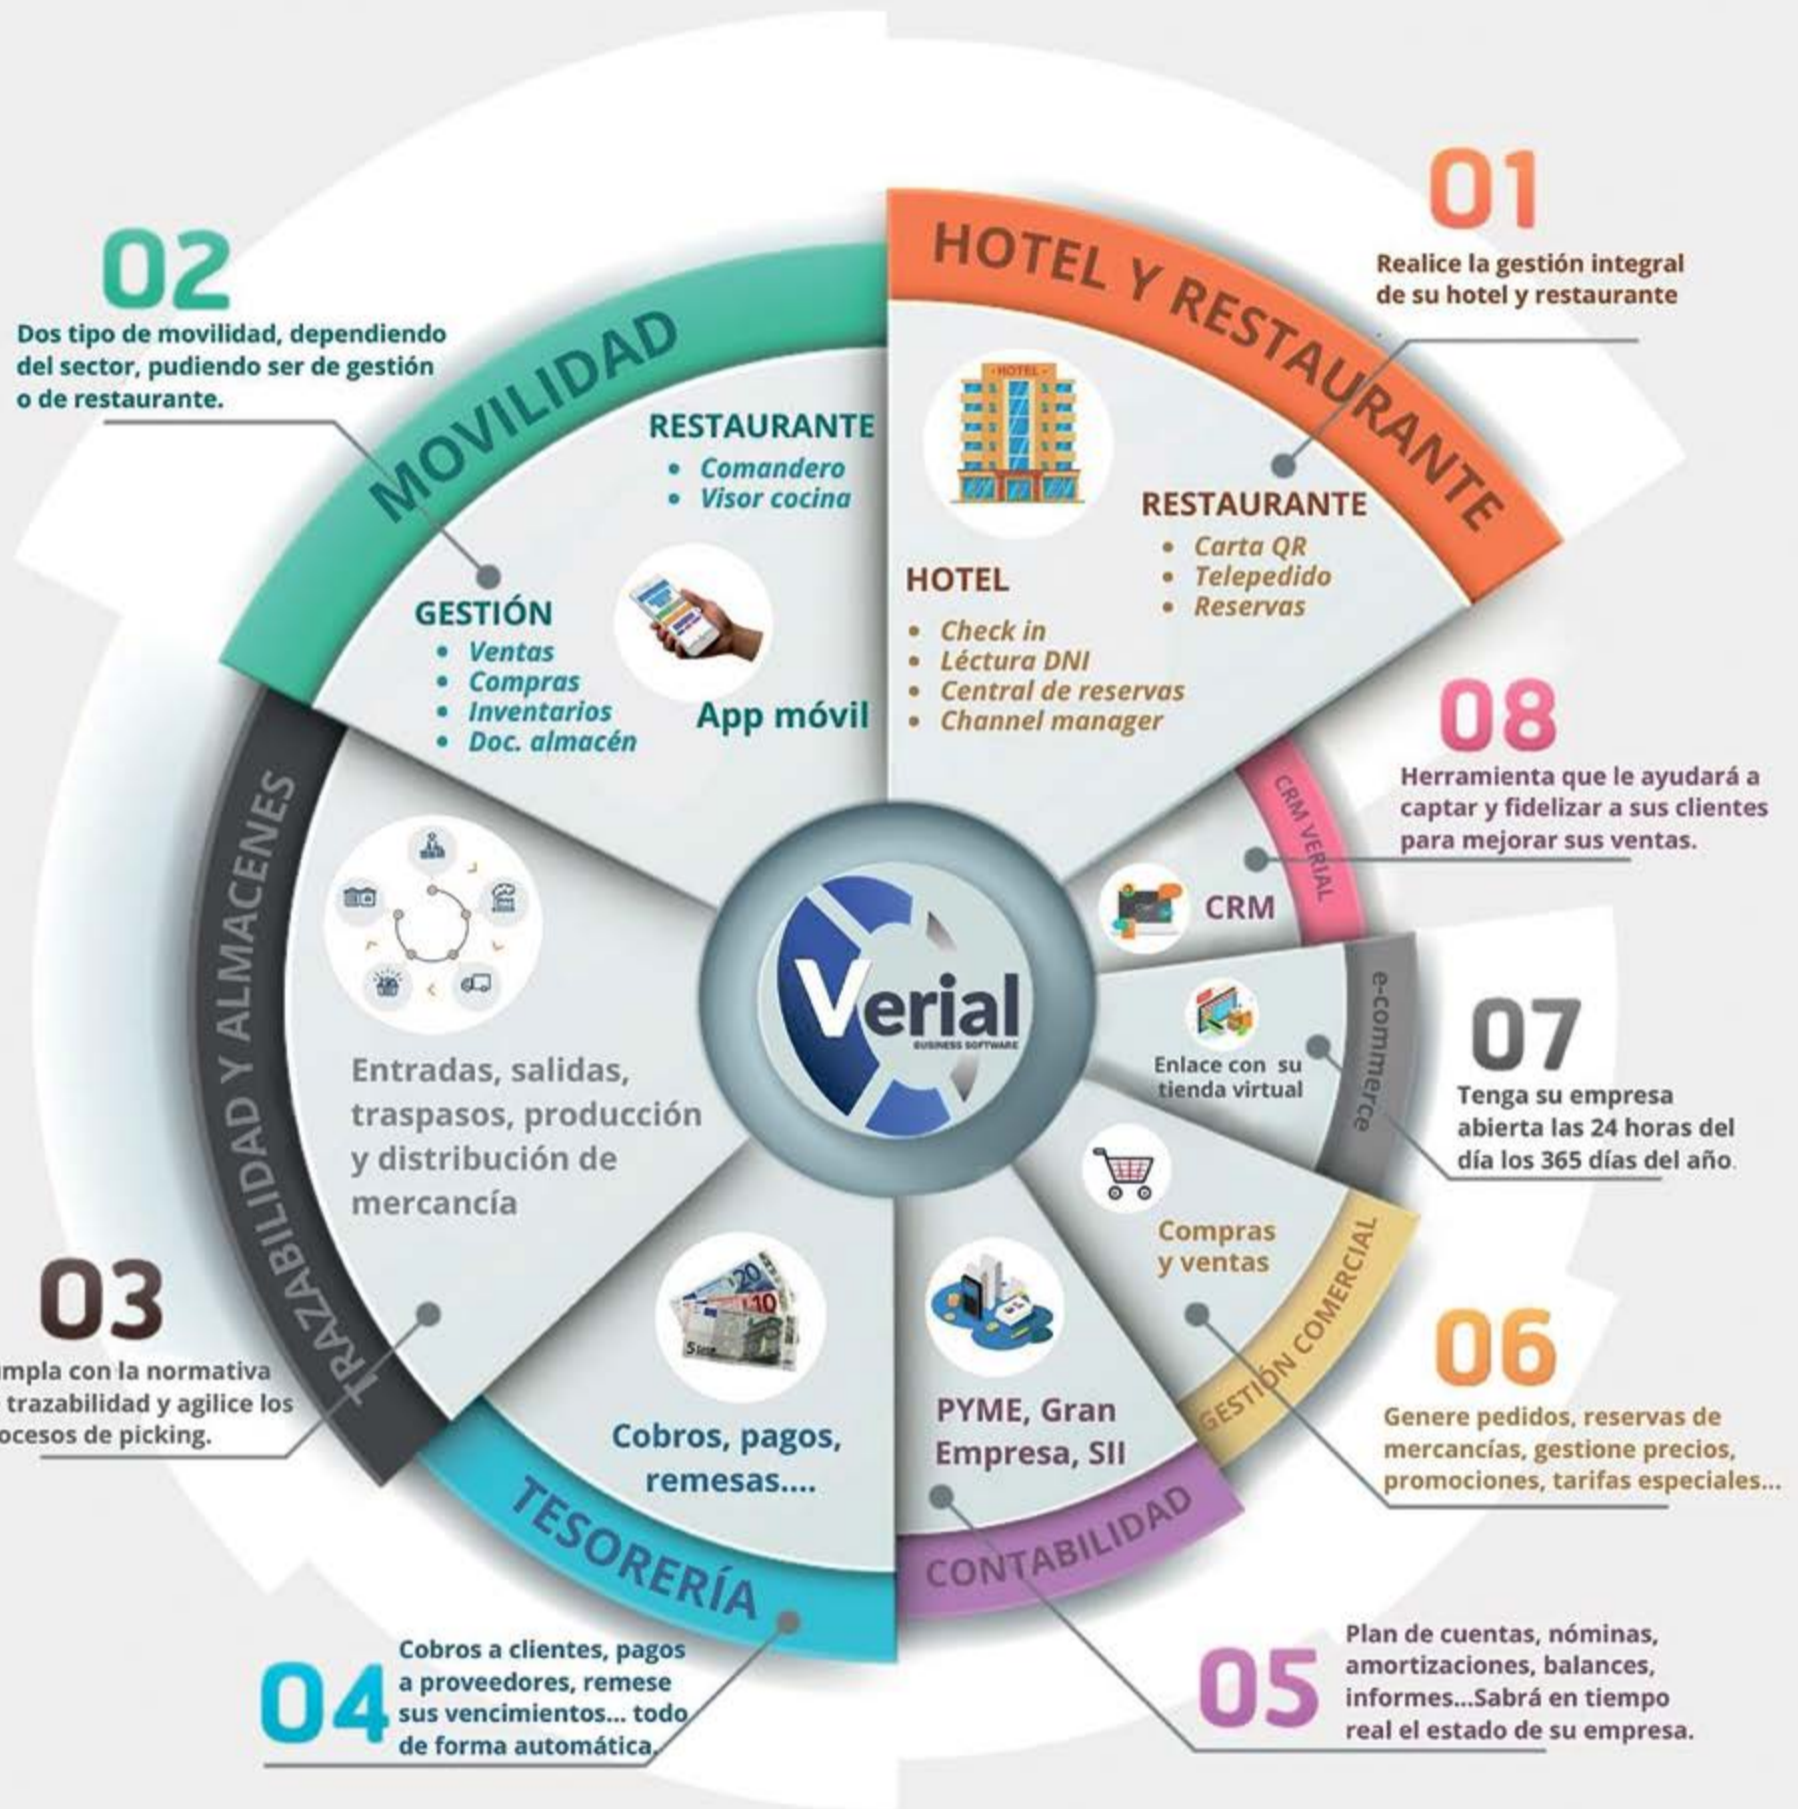 01
Realice la gestión integral
de su hotel y restaurante
HOTEL Y RESTAURANTE
HOTEL
RESTAURANTE
• Carta QR
• Telepedido
• Reservas
HOTEL
• Check in
• Léctura DNI
• Central de reservas
• Channel manager
02
Dos tipo de movilidad, dependiendo
del sector, pudiendo ser de gestión
o de restaurante.
MOVILIDAD
RESTAURANTE
• Comandero
• Visor cocina
GESTIÓN
• Ventas
• Compras
• Inventarios
• Doc. almacén
App móvil
TRAZABILIDAD Y ALMACENES
Entradas, salidas,
traspasos, producción
y distribución de
mercancía
03
mpla con la normativa
trazabilidad y agilice los
ocesos de picking.
TESORERÍA
20
10
5
Cobros, pagos,
remesas....
04
Cobros a clientes, pagos
a proveedores, remese
sus vencimientos... todo
de forma automática.
CONTABILIDAD
PYME, Gran
Empresa, SII
05
Plan de cuentas, nóminas,
amortizaciones, balances,
informes...Sabrá en tiempo
real el estado de su empresa.
GESTIÓN COMERCIAL
Compras
y ventas
06
Genere pedidos, reservas de
mercancías, gestione precios,
promociones, tarifas especiales...
e-commerce
Enlace con su
tienda virtual
07
Tenga su empresa
abierta las 24 horas del
día los 365 días del año.
CRM VERIAL
CRM
08
Herramienta que le ayudará a
captar y fidelizar a sus clientes
para mejorar sus ventas.
Verial
BUSINESS SOFTWARE